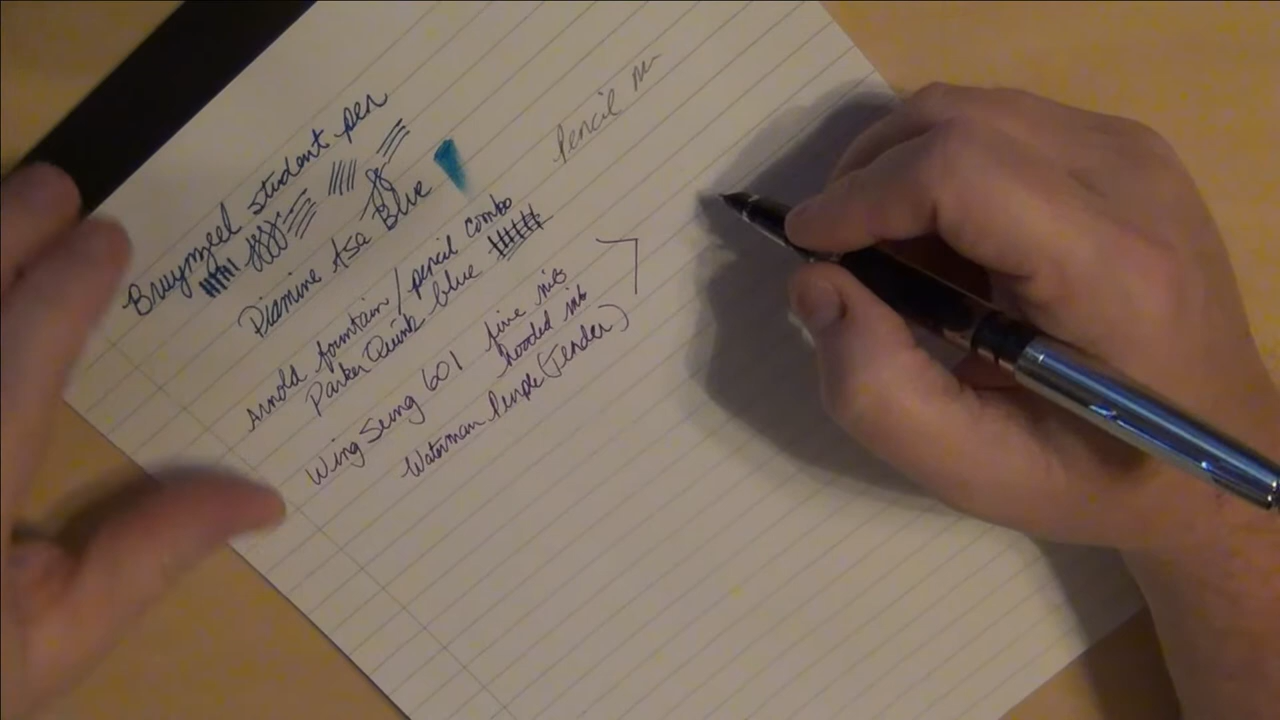 Bruynzeel student pen
Diamine Asa Blue
Arnold fountain/pencil combo
Pencil
Parker Quink blue
Wing Sung 601 fine nib
hooded nib
Waterman Purple (Tender)